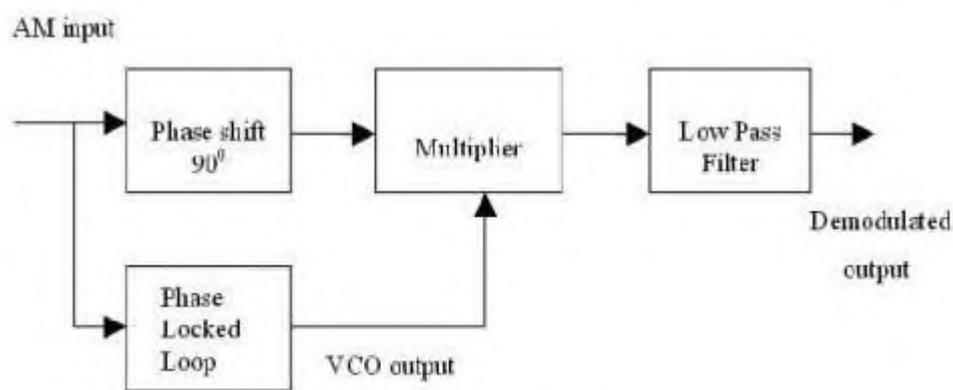 AM input
Phase shift
90⁰
Multiplier
Low Pass
Filter
Demodulated
output
Phase
Locked
Loop
VCO output